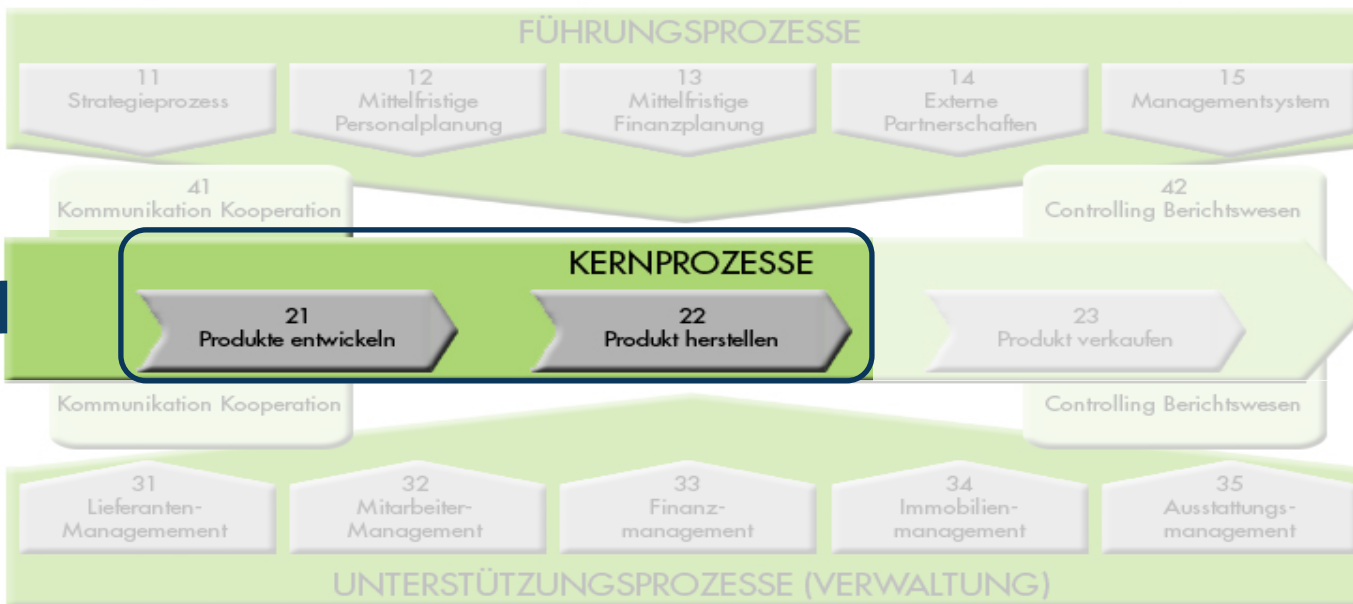 FÜHRUNGSPROZESSE
11
Strategieprozess
12
Mittelfristige
Personalplanung
13
Mittelfristige
Finanzplanung
14
Externe
Partnerschaften
15
Managementsystem
41
Kommunikation Kooperation
42
Controlling Berichtswesen
KERNPROZESSE
21
Produkte entwickeln
22
Produkt herstellen
23
Produkt verkaufen
Kommunikation Kooperation
Controlling Berichtswesen
31
Lieferanten-
Managemement
32
Mitarbeiter-
Management
33
Finanz-
management
34
Immobilien-
management
35
Ausstattungs-
management
UNTERSTÜTZUNGSPROZESSE (VERWALTUNG)